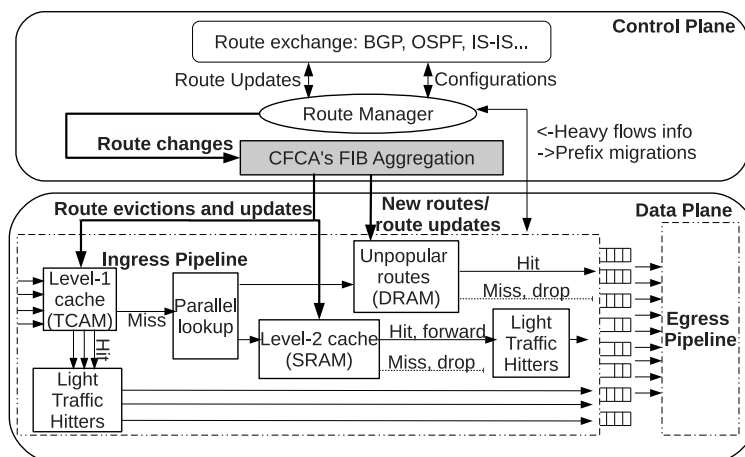 Control Plane
Route exchange: BGP, OSPF, IS-IS...
Route Updates
Configurations
Route Manager
<-Heavy flows info
->Prefix migrations
Route changes
CFCA's FIB Aggregation
Route evictions and updates
New routes/
route updates
Data Plane
Ingress Pipeline
Level-1
cache
(TCAM)
Miss
Parallel
lookup
Unpopular
routes
(DRAM)
Hit
Miss, drop
Level-2 cache
(SRAM)
Hit, forward
Miss, drop
Light
Traffic
Hitters
Hit
Light
Traffic
Hitters
Egress
Pipeline